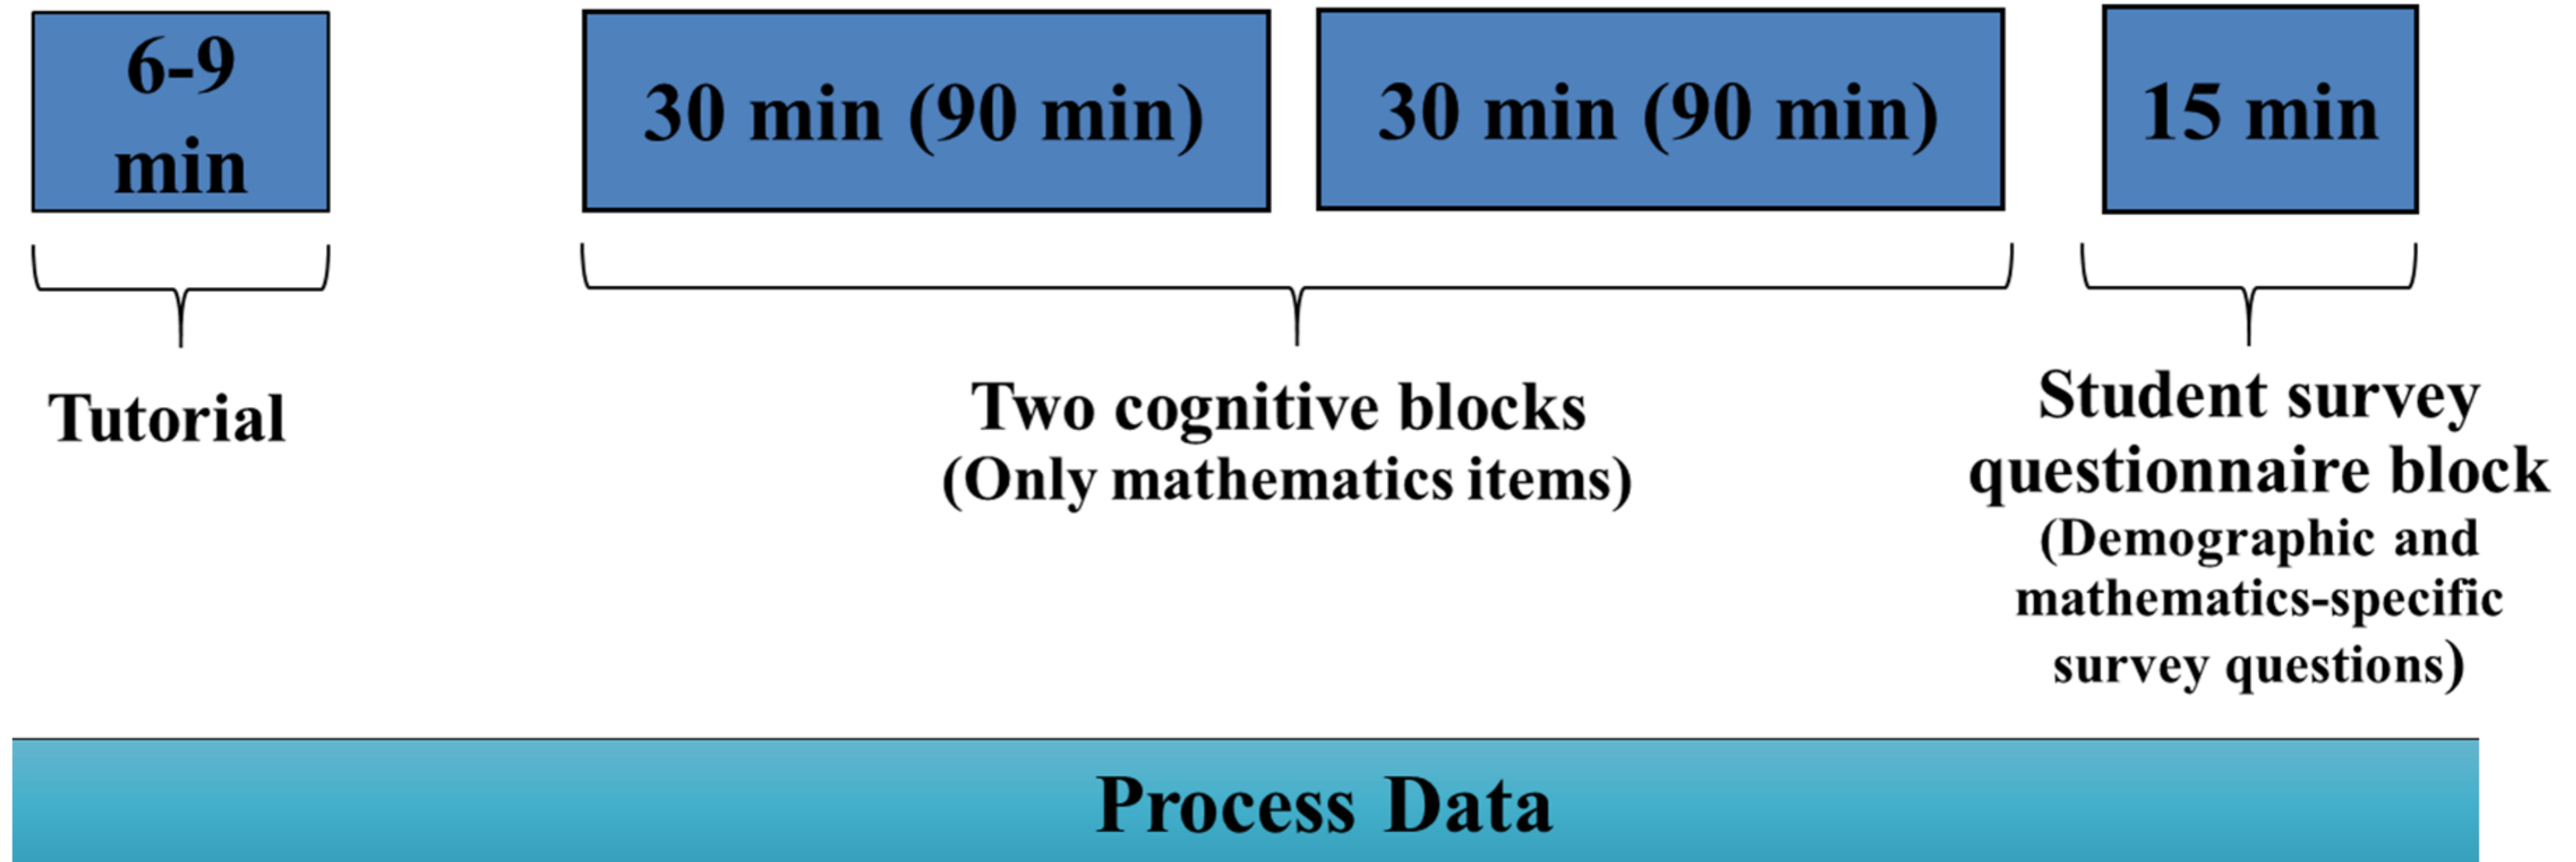 6-9
min
30 min (90 min)
30 min (90 min)
15 min
Tutorial
Two cognitive blocks
(Only mathematics items)
Student survey
questionnaire block
(Demographic and
mathematics-specific
survey questions)
Process Data